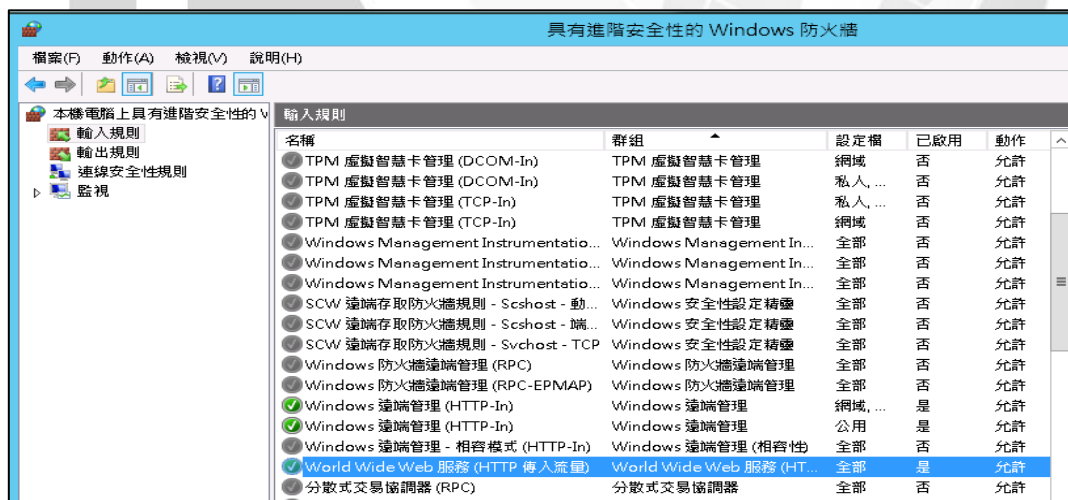 具有進階安全性的 Windows 防火牆
檔案(F) 動作(A) 檢視(V) 說明(H)
本機電腦上具有進階安全性的 W
輸入規則
輸出規則
連線安全性規則
監視
輸入規則
名稱 群組 設定檔 已啟用 動作
TPM 虛擬智慧卡管理 (DCOM-In) TPM 虛擬智慧卡管理 網域 否 允許
TPM 虛擬智慧卡管理 (DCOM-In) TPM 虛擬智慧卡管理 私人, ... 否 允許
TPM 虛擬智慧卡管理 (TCP-In) TPM 虛擬智慧卡管理 私人, ... 否 允許
TPM 虛擬智慧卡管理 (TCP-In) TPM 虛擬智慧卡管理 網域 否 允許
Windows Management Instrumentatio... Windows Management In... 全部 否 允許
Windows Management Instrumentatio... Windows Management In... 全部 否 允許
Windows Management Instrumentatio... Windows Management In... 全部 否 允許
SCW 遠端存取防火牆規則 - Scshost - 動... Windows 安全性設定精靈 全部 否 允許
SCW 遠端存取防火牆規則 - Scshost - 端... Windows 安全性設定精靈 全部 否 允許
SCW 遠端存取防火牆規則 - Svchost - TCP Windows 安全性設定精靈 全部 否 允許
Windows 防火牆遠端管理 (RPC) Windows 防火牆遠端管理 全部 否 允許
Windows 防火牆遠端管理 (RPC-EPMAP) Windows 防火牆遠端管理 全部 否 允許
Windows 遠端管理 (HTTP-In) Windows 遠端管理 網域, ... 是 允許
Windows 遠端管理 (HTTP-In) Windows 遠端管理 公用 是 允許
Windows 遠端管理 - 相容模式 (HTTP-In) Windows 遠端管理 (相容性) 全部 否 允許
World Wide Web 服務 (HTTP 傳入流量) World Wide Web 服務 (HT... 全部 是 允許
分散式交易協調器 (RPC) 分散式交易協調器 全部 否 允許